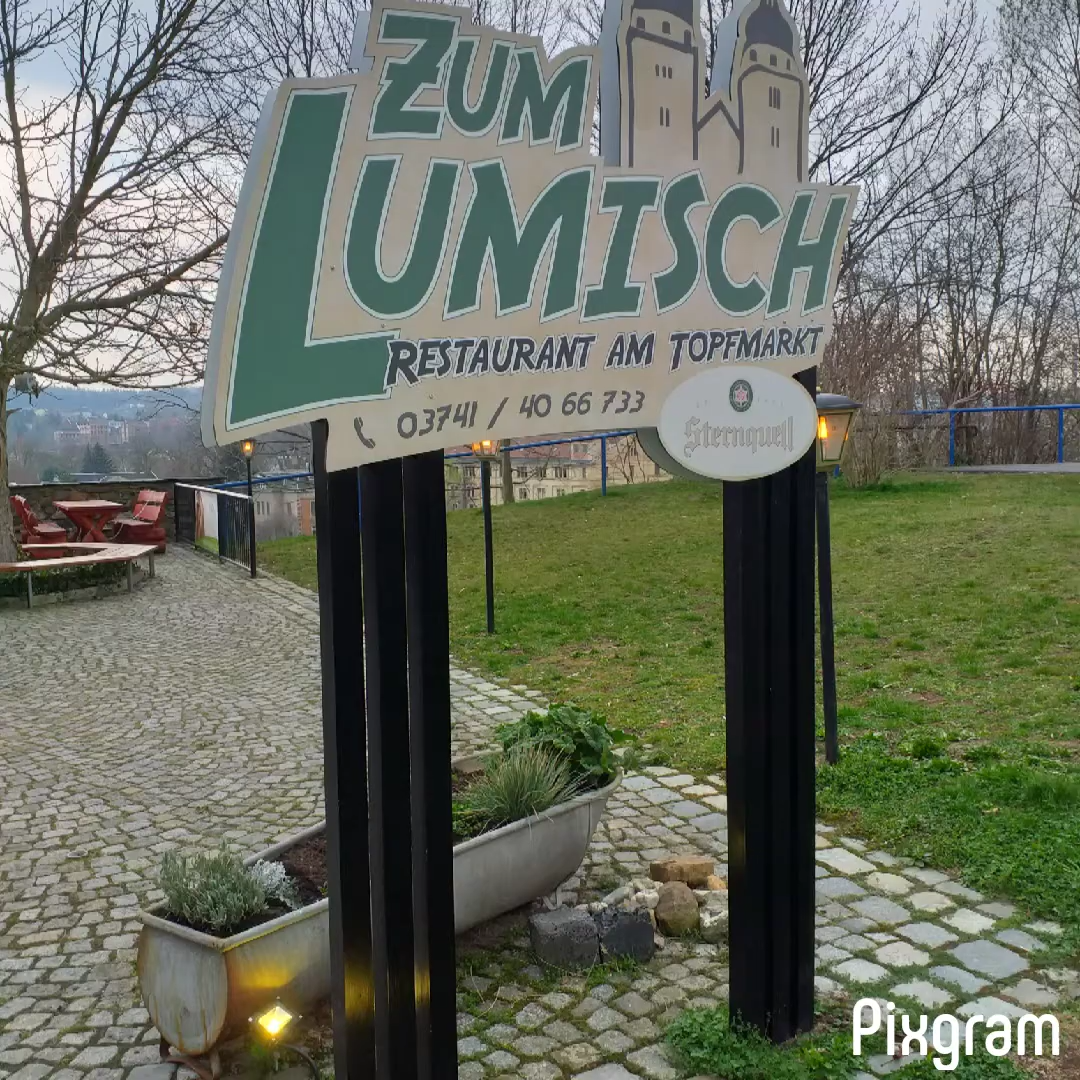 ZUM
LUMISCH
RESTAURANT AM TOPFMARKT
03741 / 40 66 733
Sternquell
Pixgram